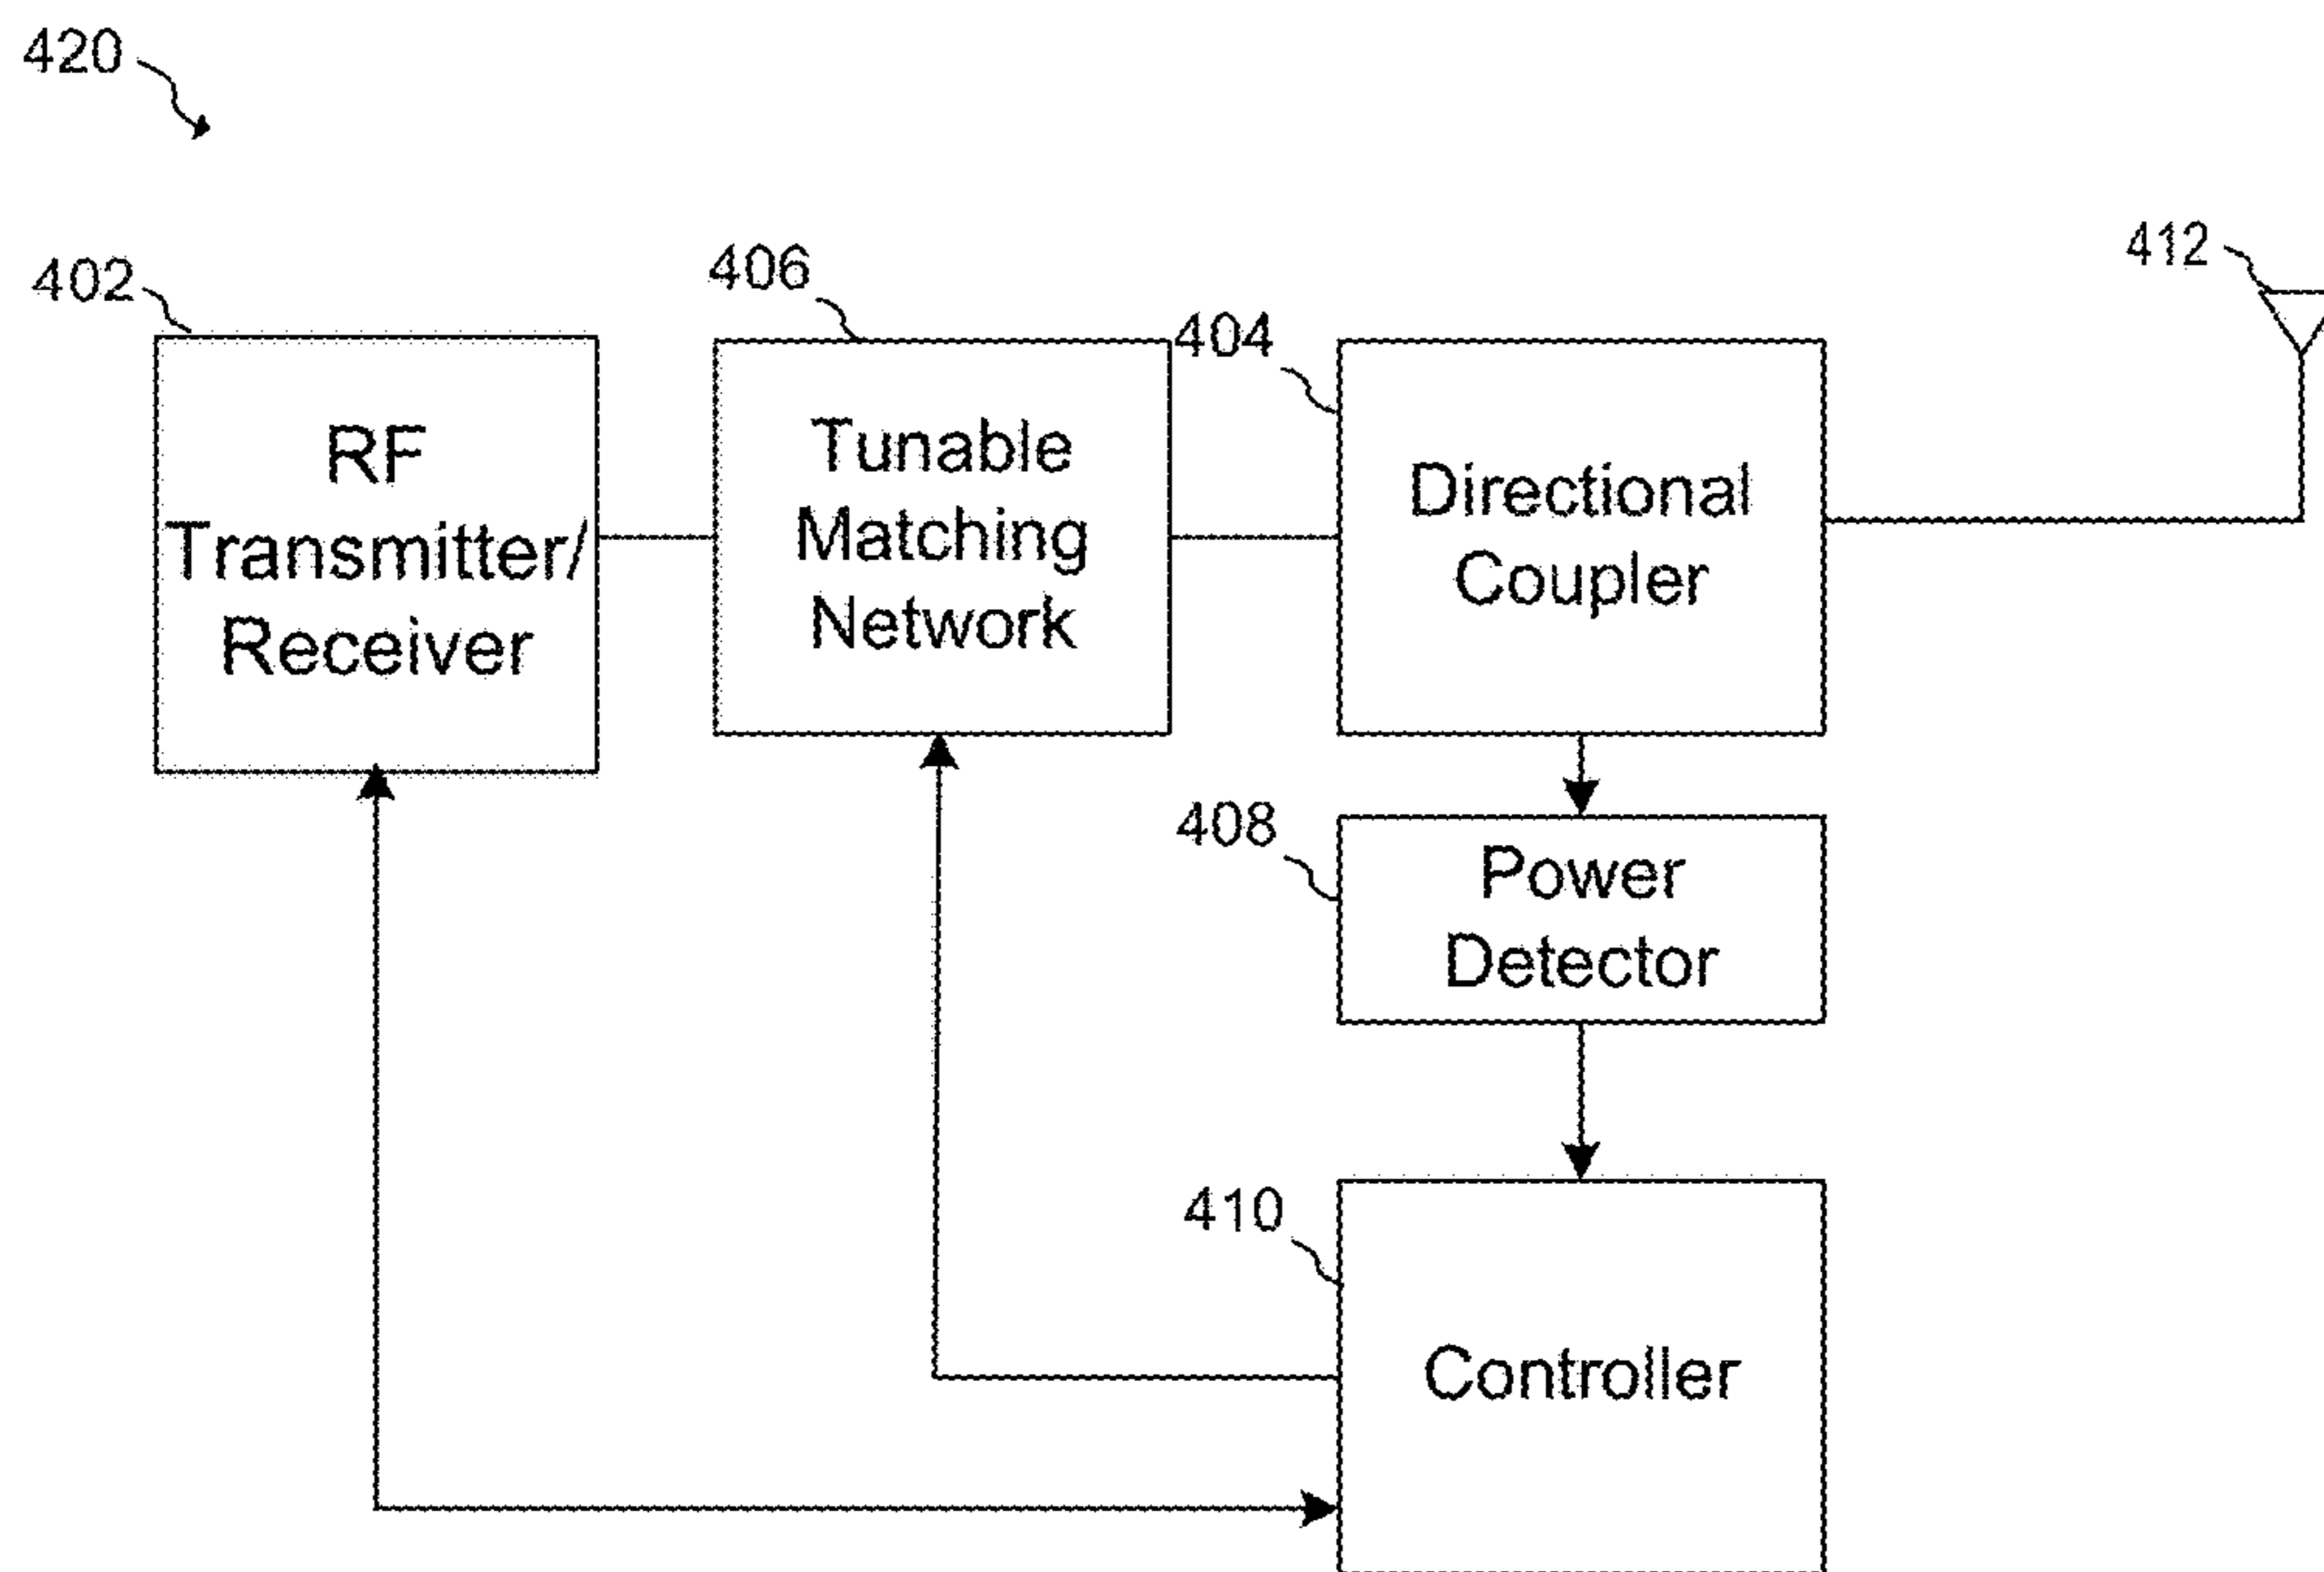 420
402
406
404
412
RF
Transmitter/
Receiver
Tunable
Matching
Network
Directional
Coupler
408
Power
Detector
410
Controller